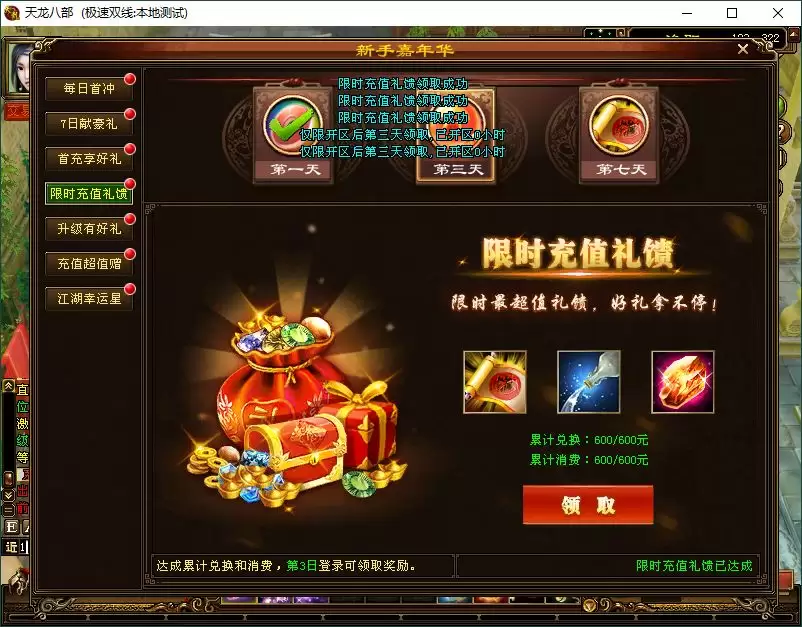 天龙八部 (极速双线:本地测试)
新手嘉年华
每日首冲
7日献豪礼
首充享好礼
限时充值礼馈
升级有好礼
充值超值赠
江湖幸运星
限时充值礼馈领取成功
限时充值礼馈领取成功
限时充值礼馈领取成功
仅限开区后第三天领取,已开区0小时
仅限开区后第三天领取,已开区0小时
第一天
第三天
第七天
限时充值礼馈
限时最超值礼馈，好礼拿不停！
累计兑换：600/600元
累计消费：600/600元
领取
达成累计兑换和消费，第3日登录可领取奖励。
限时充值礼馈已达成